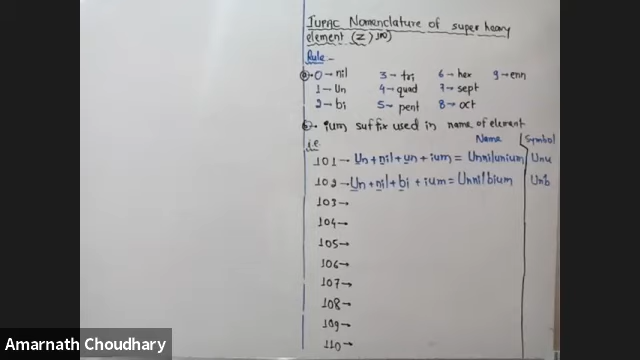 IUPAC Nomenclature of super heavy
element (Z > 100)
Rule:-
(a) 0→ nil 3→ tri 6→ hex 9→ enn
1→ Un 4→ quad 7→ sept
2→ bi 5→ pent 8→ oct
ium suffix used in name of element
i.e. Name Symbol
101→ Un+nil+un+ium = Unnilunium Unu
102→ Un+nil+bi+ium = Unnilbium Unb
103→
104→
105→
106→
107→
108→
109→
110→
Amarnath Choudhary